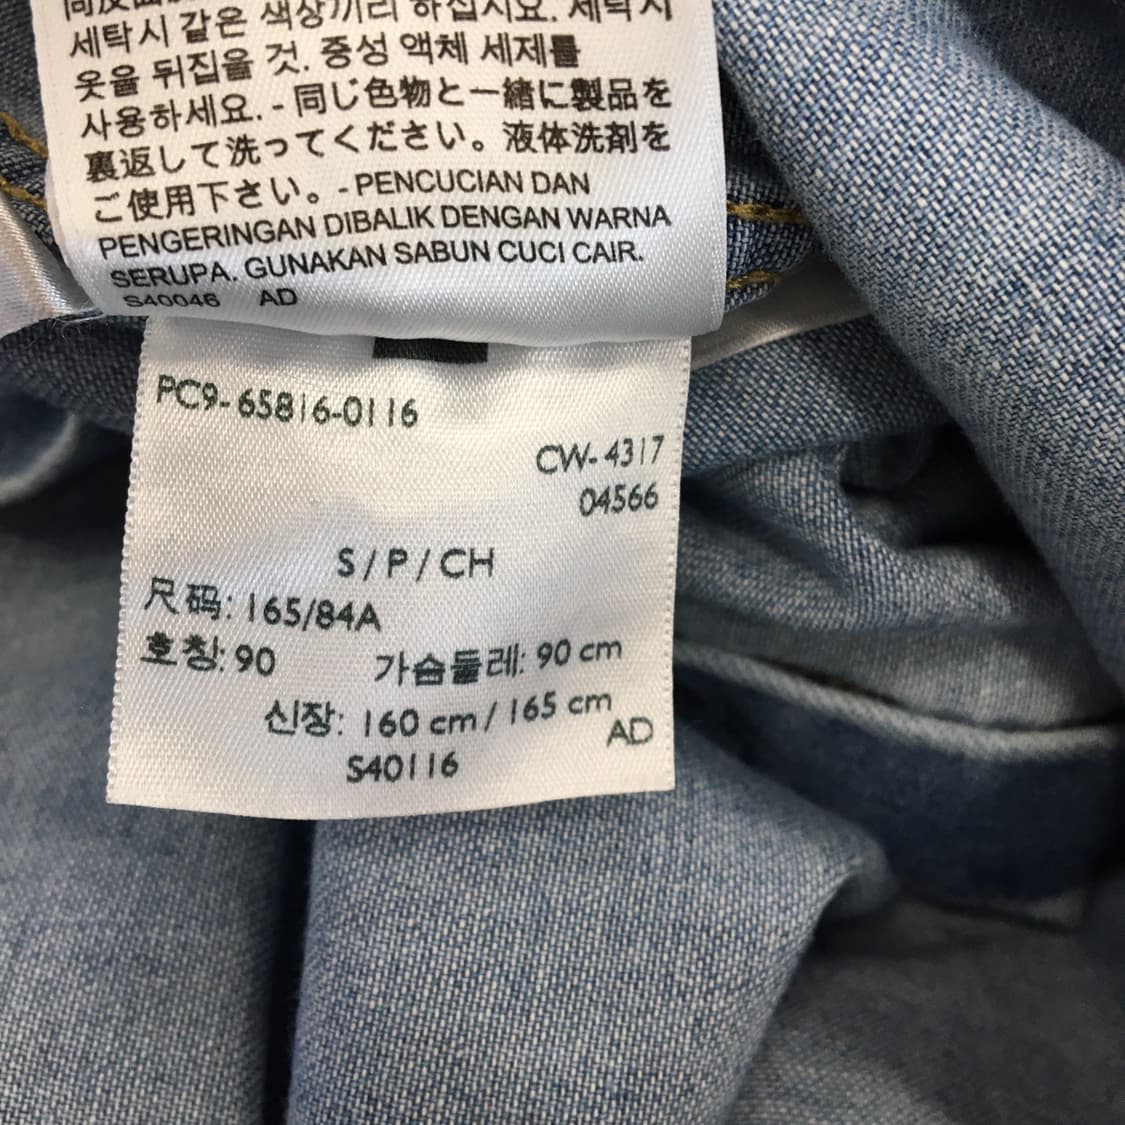 세탁시 같은 색상끼리 하십시요. 세탁시
옷을 뒤집을 것. 중성 액체 세제를
사용하세요. - 同じ色物と一緒に製品を
裏返して洗ってください。液体洗剤を
ご使用下さい。- PENCUCIAN DAN
PENGERINGAN DIBALIK DENGAN WARNA
SERUPA. GUNAKAN SABUN CUCI CAIR.
S40046 AD
PC9-65816-0116
CW-4317
04566
S/P/CH
尺码: 165/84A
호칭: 90 가슴둘레: 90 cm
신장: 160 cm / 165 cm
AD
S40116